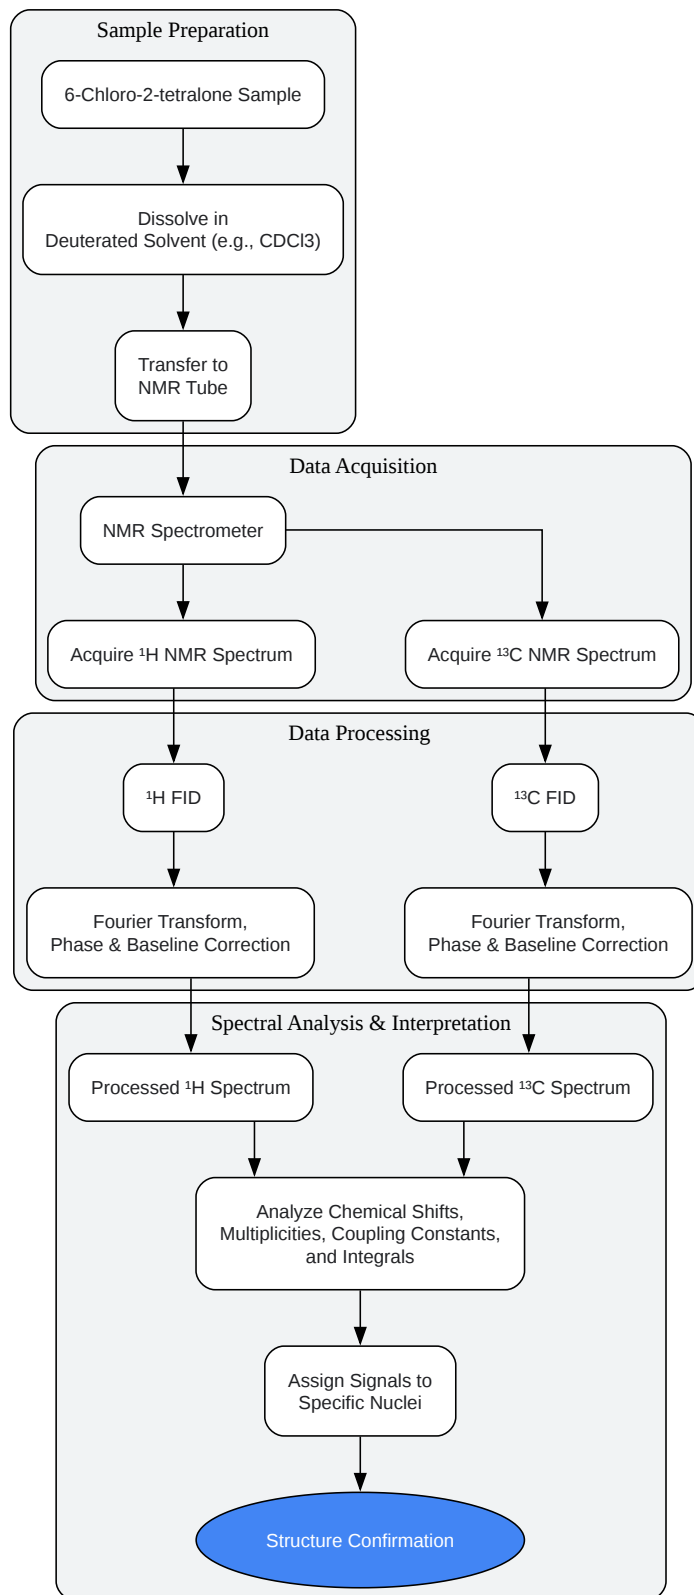 Sample Preparation
6-Chloro-2-tetralone Sample
Dissolve in
Deuterated Solvent (e.g., CDCl3)
Transfer to
NMR Tube
Data Acquisition
NMR Spectrometer
Acquire ¹H NMR Spectrum
Acquire ¹³C NMR Spectrum
Data Processing
¹H FID
¹³C FID
Fourier Transform,
Phase & Baseline Correction
Fourier Transform,
Phase & Baseline Correction
Spectral Analysis & Interpretation
Processed ¹H Spectrum
Processed ¹³C Spectrum
Analyze Chemical Shifts,
Multiplicities, Coupling Constants,
and Integrals
Assign Signals to
Specific Nuclei
Structure Confirmation